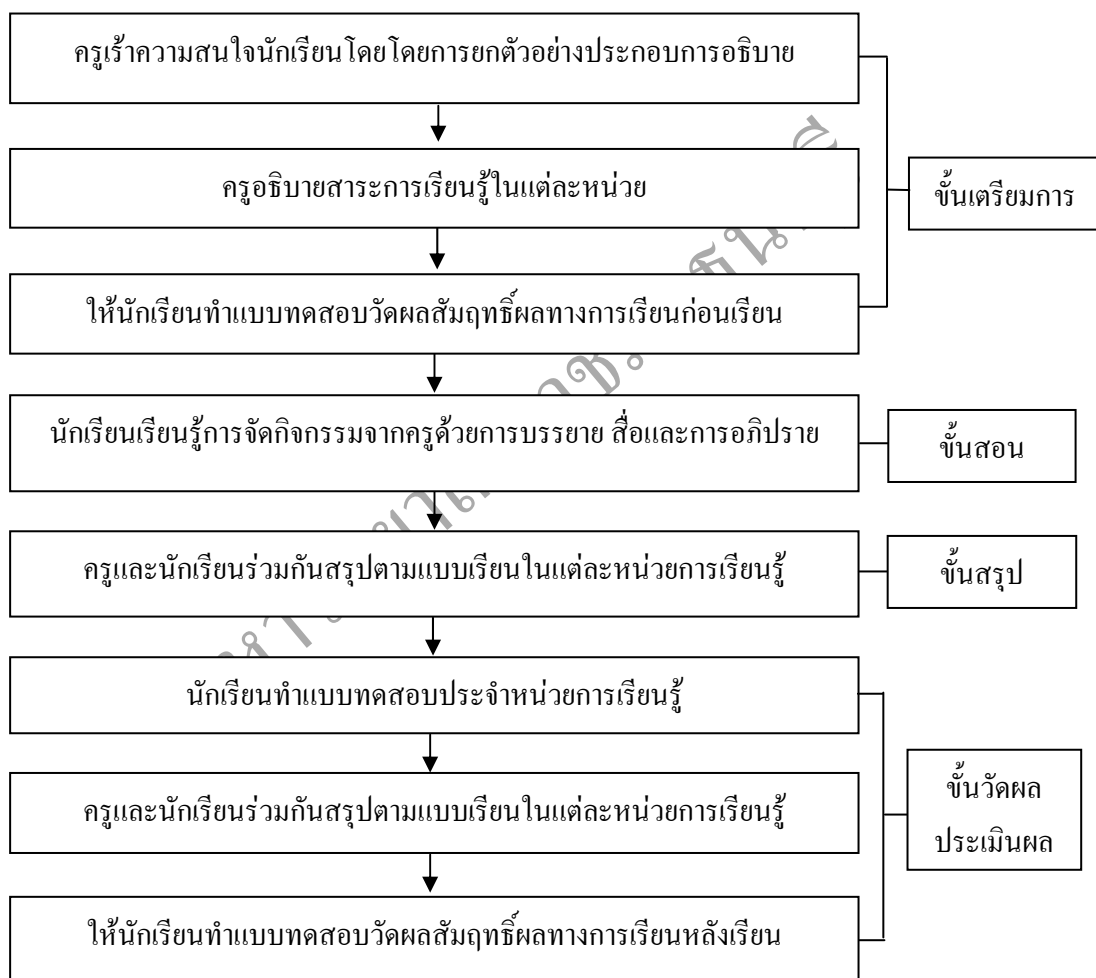 ครูเร้าความสนใจนักเรียนโดยโดยการยกตัวอย่างประกอบการอธิบาย
ครูอธิบายสาระการเรียนรู้ในแต่ละหน่วย
ขั้นเตรียมการ
ให้นักเรียนทำแบบทดสอบวัดผลสัมฤทธิ์ผลทางการเรียนก่อนเรียน
นักเรียนเรียนรู้การจัดกิจกรรมจากครูด้วยการบรรยาย สื่อและการอภิปราย
ขั้นสอน
ครูและนักเรียนร่วมกันสรุปตามแบบเรียนในแต่ละหน่วยการเรียนรู้
ขั้นสรุป
นักเรียนทำแบบทดสอบประจำหน่วยการเรียนรู้
ครูและนักเรียนร่วมกันสรุปตามแบบเรียนในแต่ละหน่วยการเรียนรู้
ขั้นวัดผล
ประเมินผล
ให้นักเรียนทำแบบทดสอบวัดผลสัมฤทธิ์ผลทางการเรียนหลังเรียน